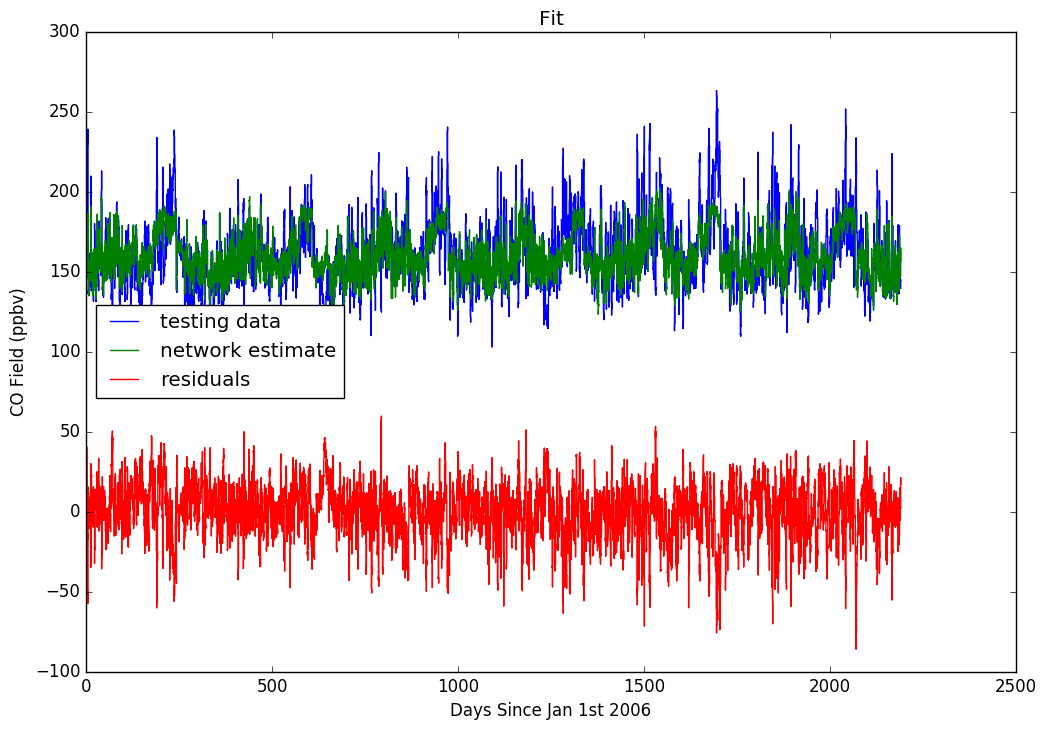 Fit
300
250
200
150
100
50
0
−50
−100
CO Field (ppbv)
testing data
network estimate
residuals
0 500 1000 1500 2000 2500
Days Since Jan 1st 2006